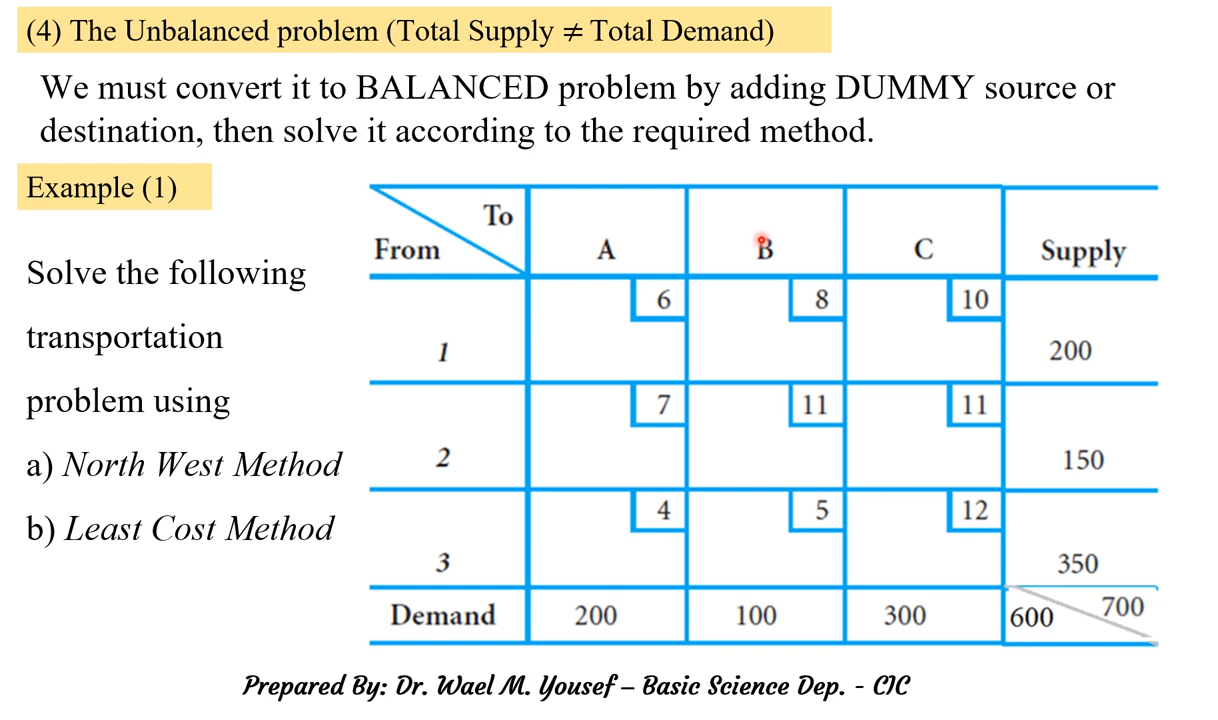 (4) The Unbalanced problem (Total Supply ≠ Total Demand)
We must convert it to BALANCED problem by adding DUMMY source or
destination, then solve it according to the required method.
Example (1)
Solve the following
transportation
problem using
a) North West Method
b) Least Cost Method
To
From A B C Supply
6 8 10
1 200
7 11 11
2 150
4 5 12
3 350
Demand 200 100 300 600 700
Prepared By: Dr. Wael M. Yousef – Basic Science Dep. - CIC